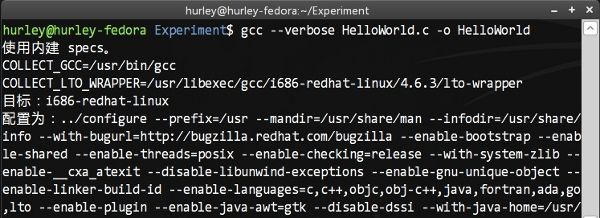 hurley@hurley-fedora:~/Experiment
hurley@hurley-fedora Experiment$ gcc --verbose HelloWorld.c -o HelloWorld
使用内建 specs。
COLLECT_GCC=/usr/bin/gcc
COLLECT_LTO_WRAPPER=/usr/libexec/gcc/i686-redhat-linux/4.6.3/lto-wrapper
目标：i686-redhat-linux
配置为：../configure --prefix=/usr --mandir=/usr/share/man --infodir=/usr/share/
info --with-bugurl=http://bugzilla.redhat.com/bugzilla --enable-bootstrap --enab
le-shared --enable-threads=posix --enable-checking=release --with-system-zlib --
enable-__cxa_atexit --disable-libunwind-exceptions --enable-gnu-unique-object --
enable-linker-build-id --enable-languages=c,c++,objc,obj-c++,java,fortran,ada,go
,lto --enable-plugin --enable-java-awt=gtk --disable-dssi --with-java-home=/usr/